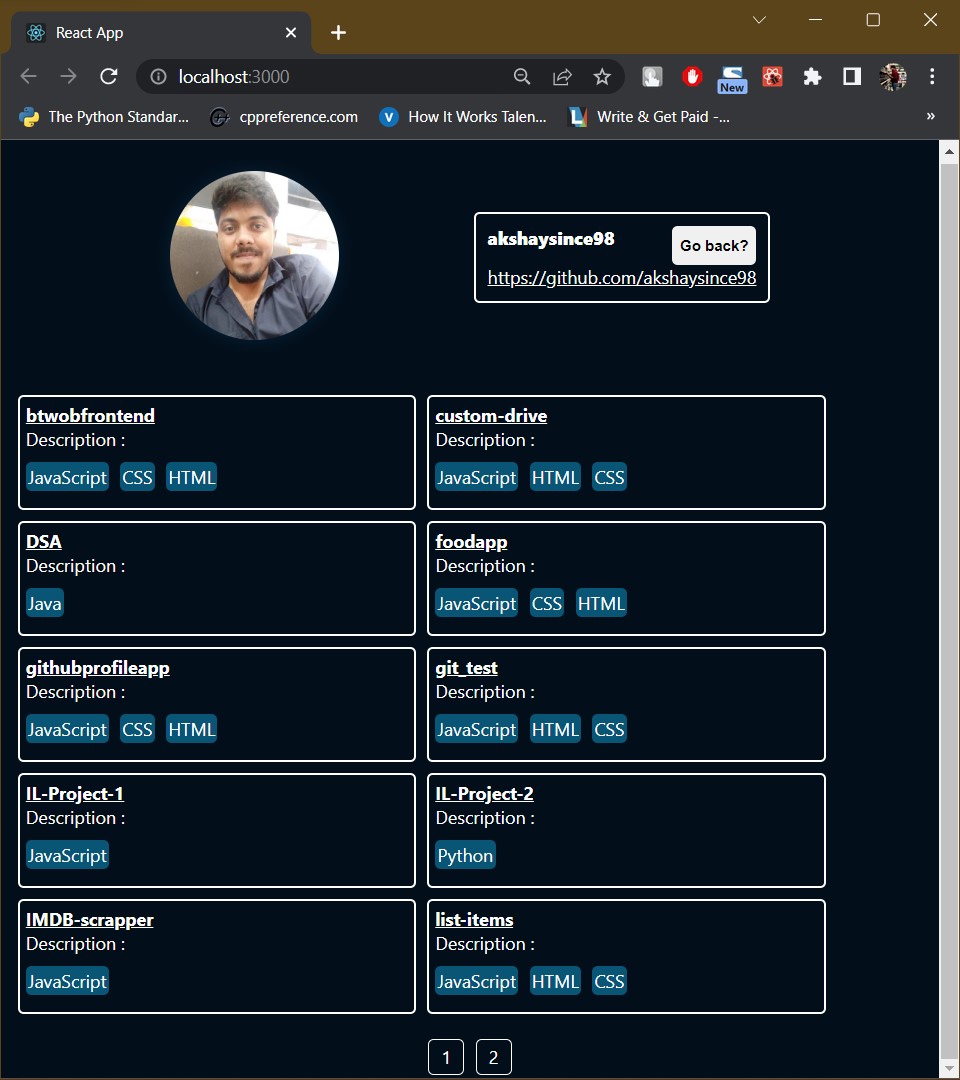 React App
localhost:3000
New
The Python Standar...
cppreference.com
How It Works Talen...
Write & Get Paid -...
»
akshaysince98
Go back?
https://github.com/akshaysince98
btwobfrontend
Description :
JavaScript CSS HTML
custom-drive
Description :
JavaScript HTML CSS
DSA
Description :
Java
foodapp
Description :
JavaScript CSS HTML
githubprofileapp
Description :
JavaScript CSS HTML
git_test
Description :
JavaScript HTML CSS
IL-Project-1
Description :
JavaScript
IL-Project-2
Description :
Python
IMDB-scrapper
Description :
JavaScript
list-items
Description :
JavaScript HTML CSS
1 2